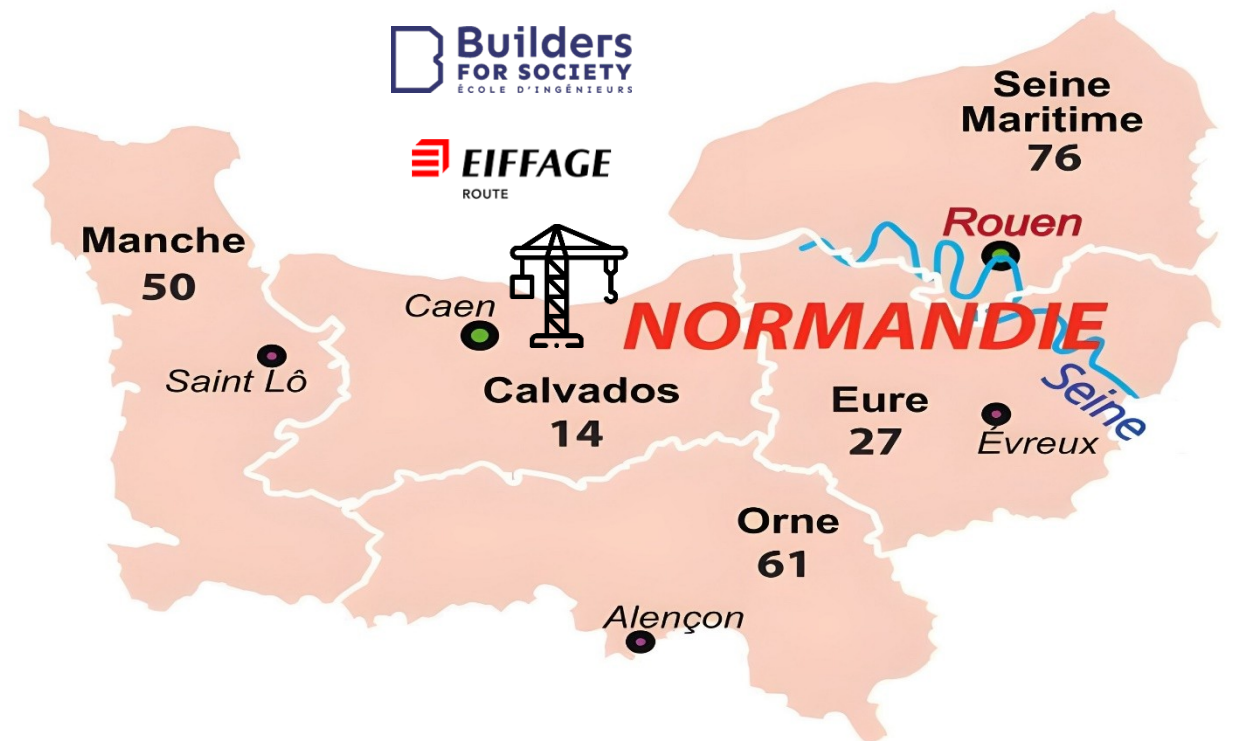 Builders
FOR SOCIETY
ÉCOLE D'INGÉNIEURS
EIFFAGE
ROUTE
Seine
Maritime
76
Rouen
Manche
50
Caen
NORMANDIE
Saint Lô
Calvados
14
Eure
27
Seine
Évreux
Orne
61
Alençon